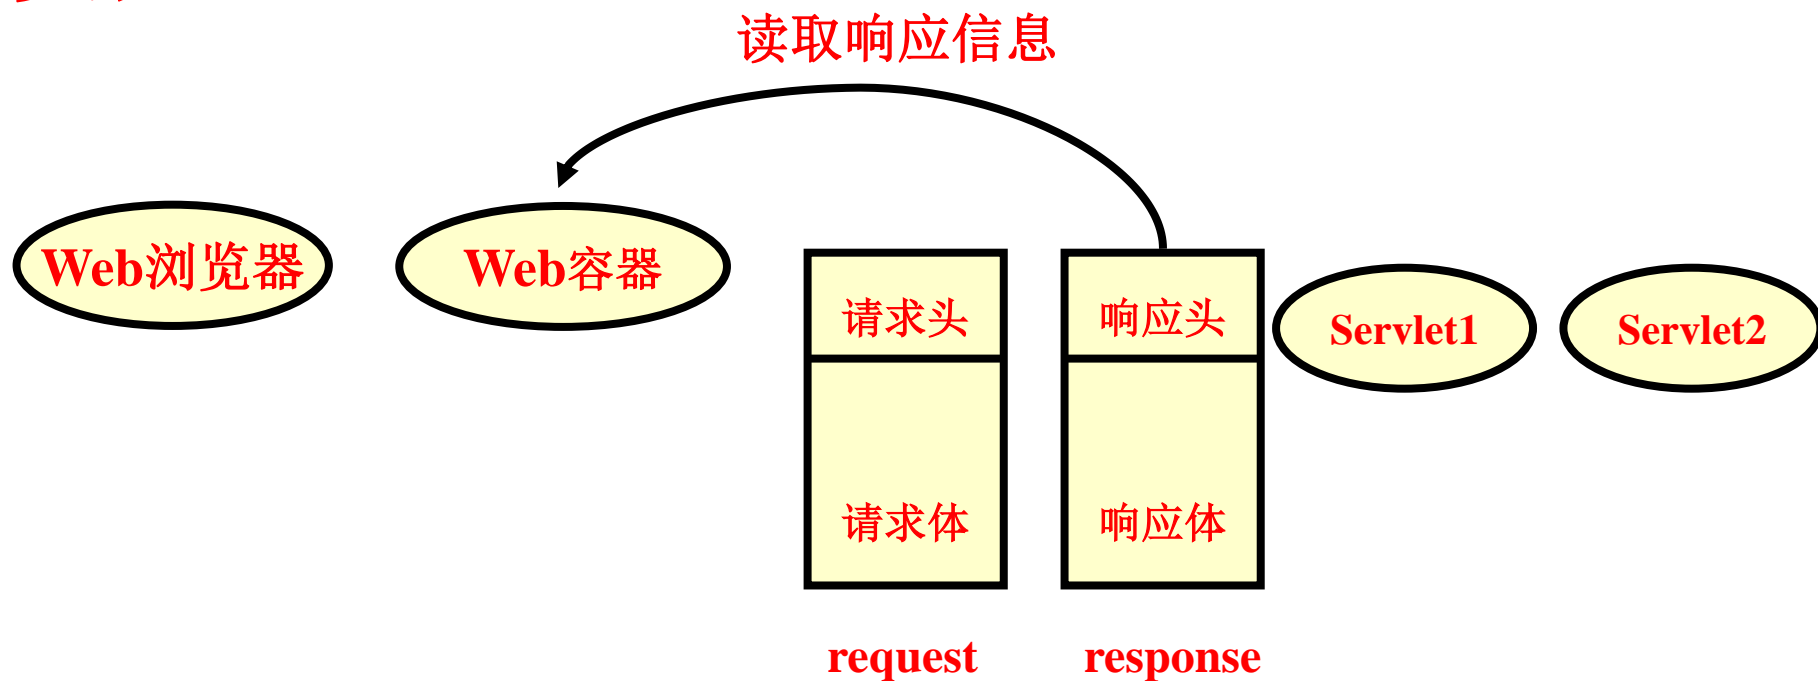 读取响应信息
Web浏览器
Web容器
请求头
响应头
Servlet1
Servlet2
请求体
响应体
request
response